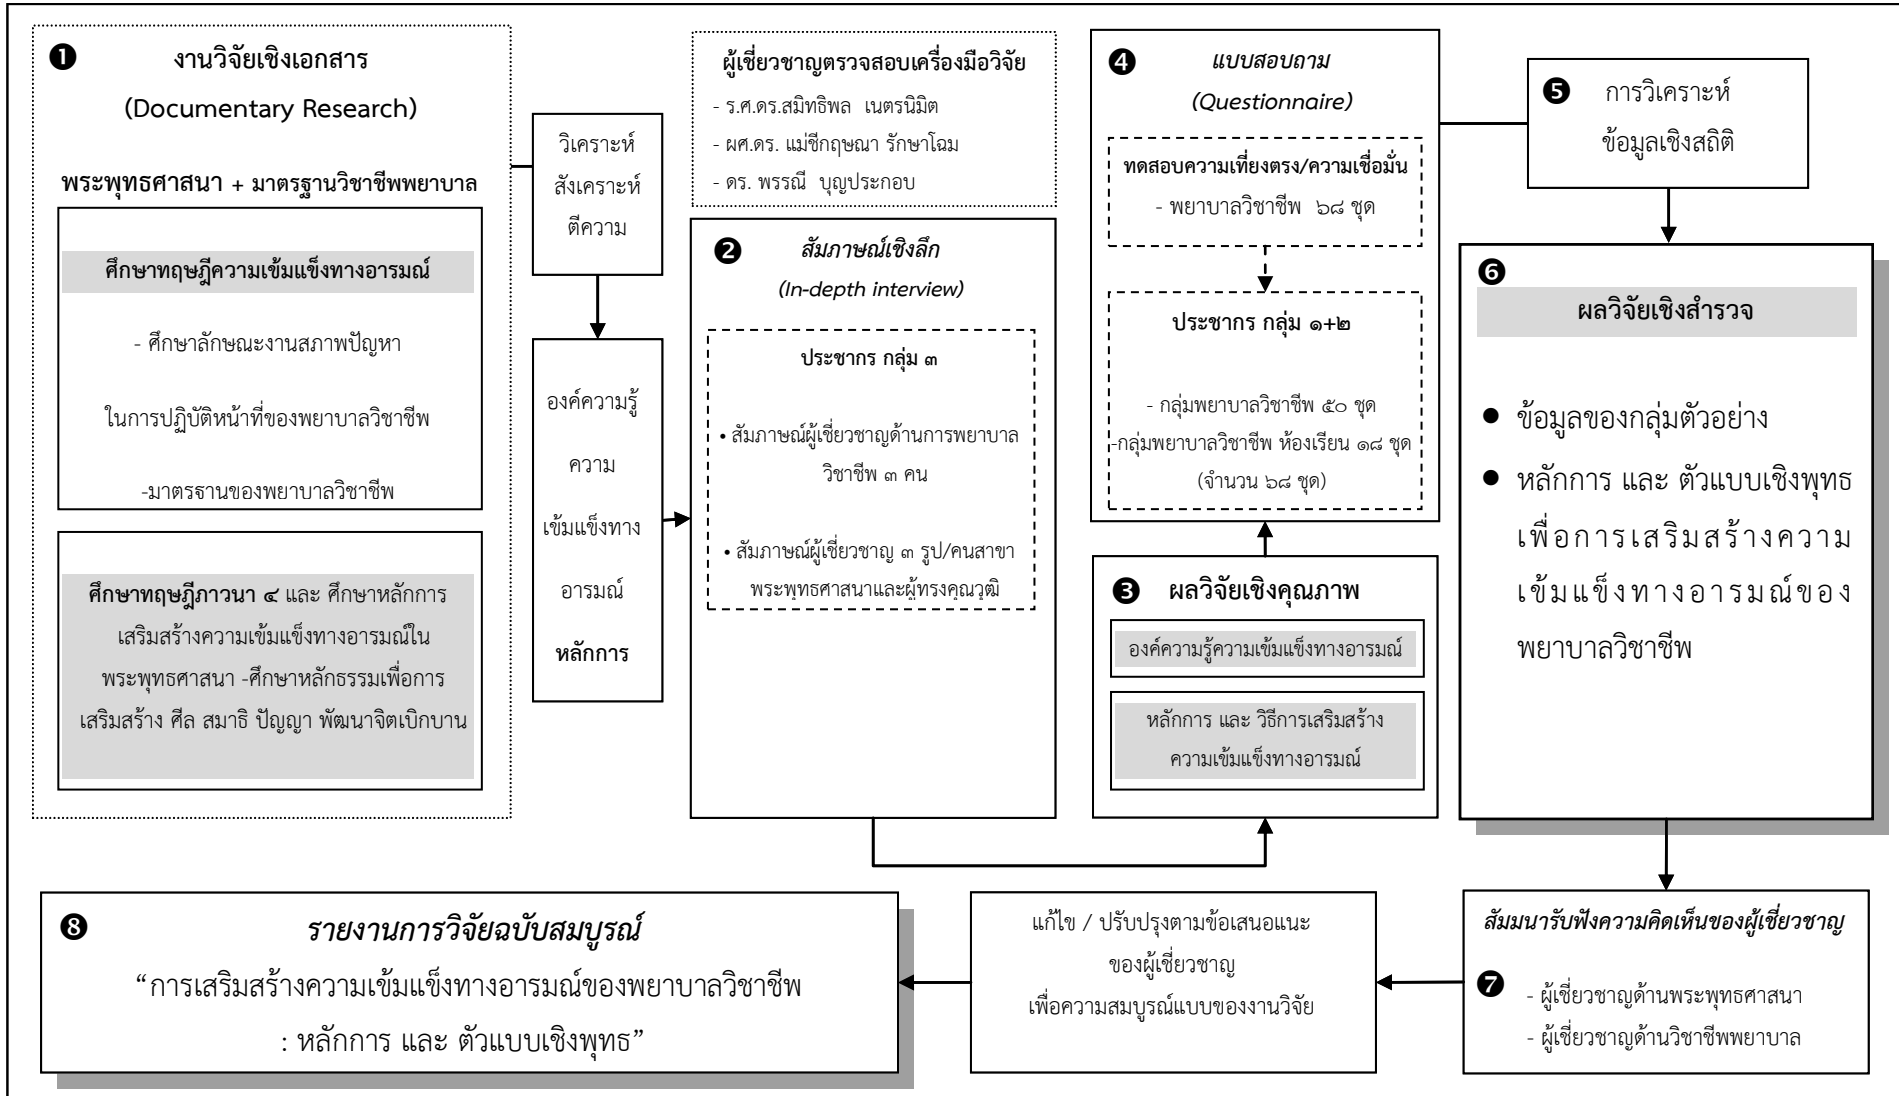 ❶
งานวิจัยเชิงเอกสาร
(Documentary Research)
พระพุทธศาสนา + มาตรฐานวิชาชีพพยาบาล
ศึกษาทฤษฎีความเข้มแข็งทางอารมณ์
- ศึกษาลักษณะงานสภาพปัญหา
ในการปฏิบัติหน้าที่ของพยาบาลวิชาชีพ
-มาตรฐานของพยาบาลวิชาชีพ
ศึกษาทฤษฎีภาวนา ๔ และ ศึกษาหลักการ
เสริมสร้างความเข้มแข็งทางอารมณ์ใน
พระพุทธศาสนา -ศึกษาหลักธรรมเพื่อการ
เสริมสร้าง ศีล สมาธิ ปัญญา พัฒนาจิตเบิกบาน
วิเคราะห์
สังเคราะห์
ตีความ
องค์ความรู้
ความ
เข้มแข็งทาง
อารมณ์
หลักการ
ผู้เชี่ยวชาญตรวจสอบเครื่องมือวิจัย
- ร.ศ.ดร.สมิทธิพล เนตรนิมิต
- ผศ.ดร. แม่ชีกฤษณา รักษาโฉม
- ดร. พรรณี บุญประกอบ
❷
สัมภาษณ์เชิงลึก
(In-depth interview)
ประชากร กลุ่ม ๓
• สัมภาษณ์ผู้เชี่ยวชาญด้านการพยาบาล
วิชาชีพ ๓ คน
• สัมภาษณ์ผู้เชี่ยวชาญ ๓ รูป/คนสาขา
พระพุทธศาสนาและผู้ทรงคุณวุฒิ
❸ ผลวิจัยเชิงคุณภาพ
องค์ความรู้ความเข้มแข็งทางอารมณ์
หลักการ และ วิธีการเสริมสร้าง
ความเข้มแข็งทางอารมณ์
❹
แบบสอบถาม
(Questionnaire)
ทดสอบความเที่ยงตรง/ความเชื่อมั่น
- พยาบาลวิชาชีพ ๖๘ ชุด
ประชากร กลุ่ม ๑+๒
- กลุ่มพยาบาลวิชาชีพ ๕๐ ชุด
-กลุ่มพยาบาลวิชาชีพ ห้องเรียน ๑๘ ชุด
(จำนวน ๖๘ ชุด)
❺ การวิเคราะห์
ข้อมูลเชิงสถิติ
❻
ผลวิจัยเชิงสำรวจ
● ข้อมูลของกลุ่มตัวอย่าง
● หลักการ และ ตัวแบบเชิงพุทธ
เพื่อการเสริมสร้างความ
เข้มแข็งทางอารมณ์ของ
พยาบาลวิชาชีพ
สัมมนารับฟังความคิดเห็นของผู้เชี่ยวชาญ
❼ - ผู้เชี่ยวชาญด้านพระพุทธศาสนา
- ผู้เชี่ยวชาญด้านวิชาชีพพยาบาล
แก้ไข / ปรับปรุงตามข้อเสนอแนะ
ของผู้เชี่ยวชาญ
เพื่อความสมบูรณ์แบบของงานวิจัย
❽ รายงานการวิจัยฉบับสมบูรณ์
“การเสริมสร้างความเข้มแข็งทางอารมณ์ของพยาบาลวิชาชีพ
: หลักการ และ ตัวแบบเชิงพุทธ”